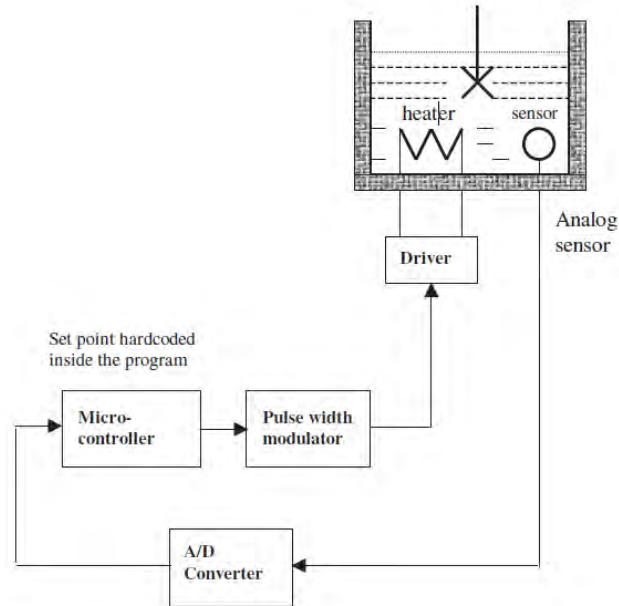 heater
sensor
Analog
sensor
Driver
Set point hardcoded
inside the program
Micro-
controller
Pulse width
modulator
A/D
Converter